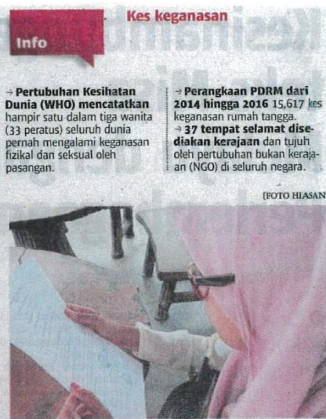 Kes keganasan
Info
→ Pertubuhan Kesihatan
Dunia (WHO) mencatatkan
hampir satu dalam tiga wanita
(33 peratus) seluruh dunia
pernah mengalami keganasan
fizikal dan seksual oleh
pasangan.
→ Perangkaan PDRM dari
2014 hingga 2016 15,617 kes
keganasan rumah tangga.
→ 37 tempat selamat dise-
diakan kerajaan dan tujuh
oleh pertubuhan bukan keraja-
an (NGO) di seluruh negara.
[FOTO HIASAN